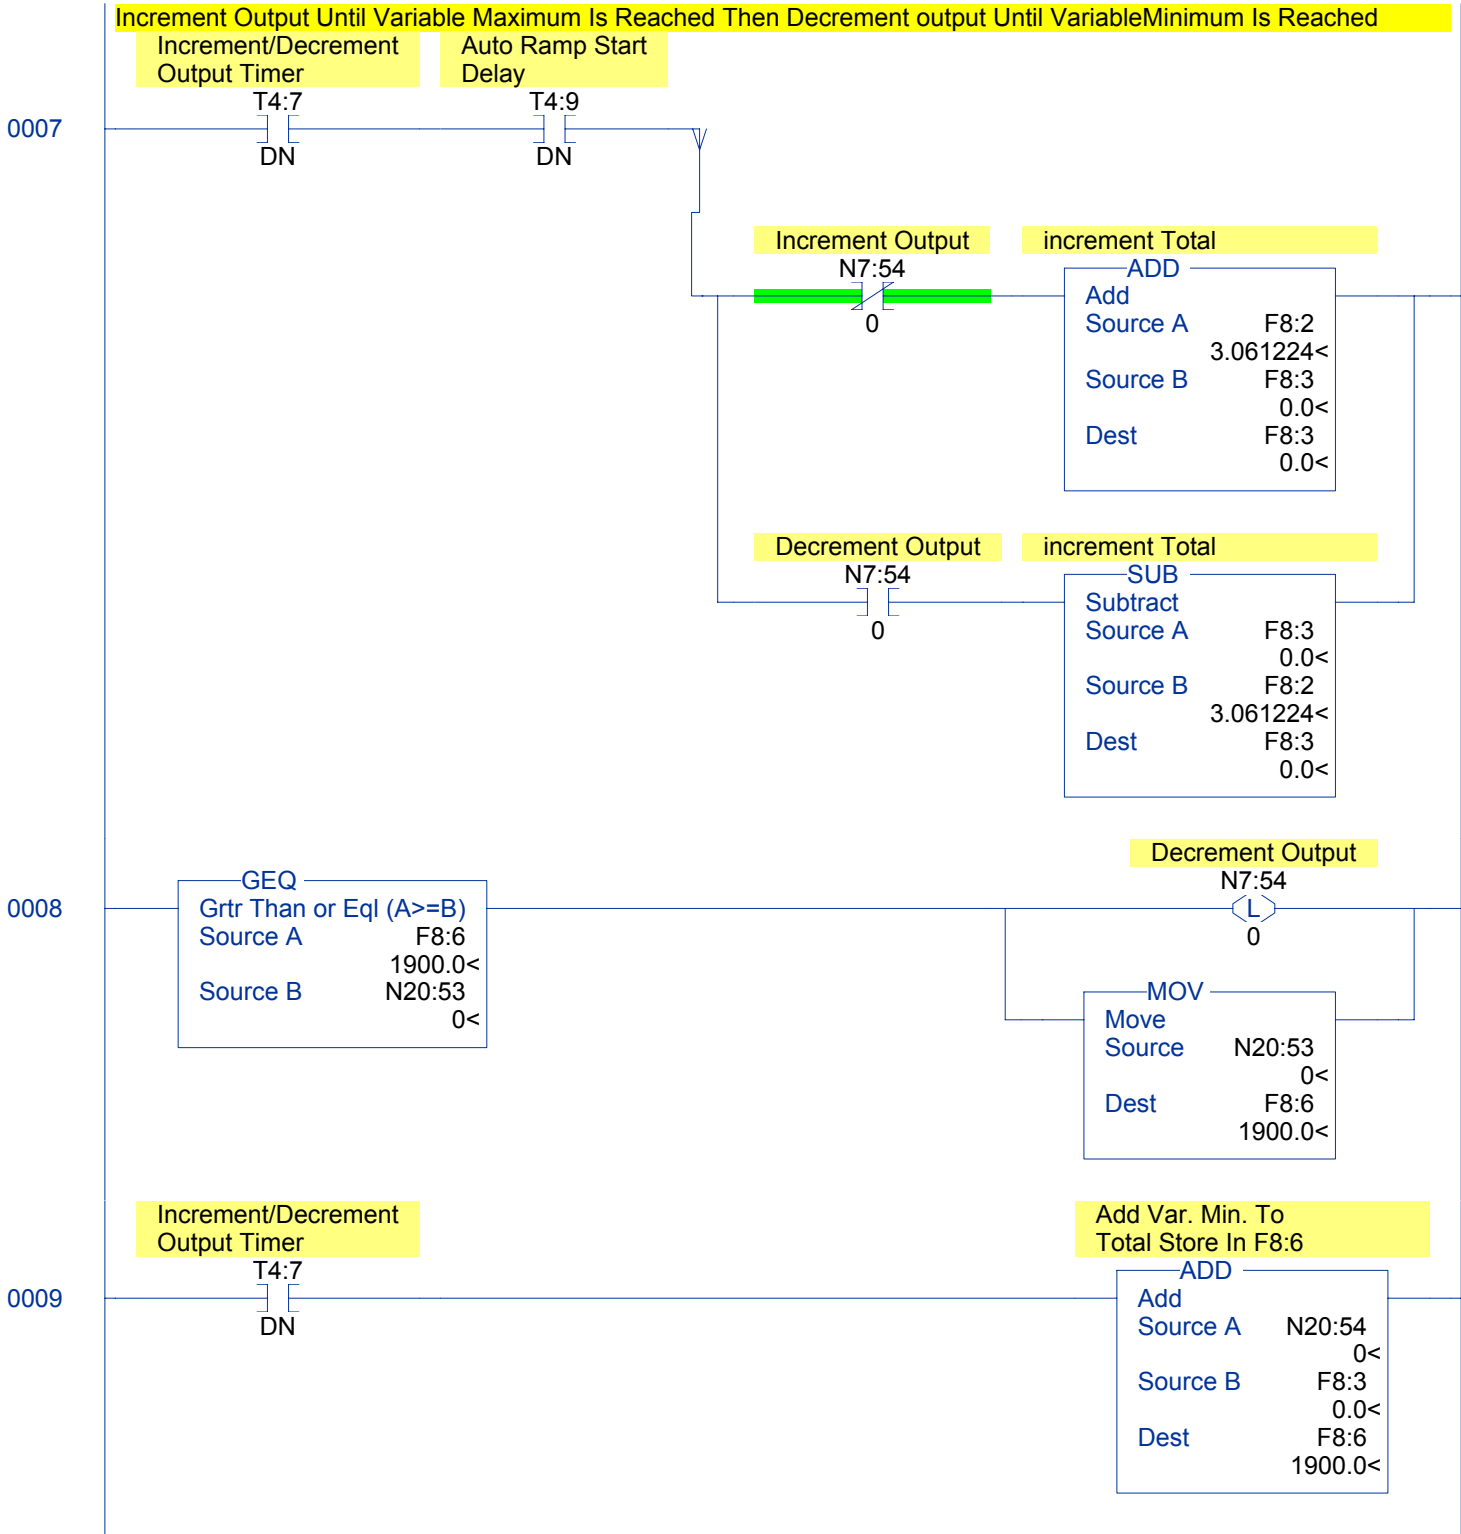 Increment Output Until Variable Maximum Is Reached Then Decrement output Until VariableMinimum Is Reached
Increment/Decrement
Output Timer
T4:7
DN
Auto Ramp Start
Delay
T4:9
DN
0007
Increment Output
N7:54
0
increment Total
ADD
Add
Source A F8:2
3.061224<
Source B F8:3
0.0<
Dest F8:3
0.0<
Decrement Output
N7:54
0
increment Total
SUB
Subtract
Source A F8:3
0.0<
Source B F8:2
3.061224<
Dest F8:3
0.0<
0008
GEQ
Grtr Than or Eql (A>=B)
Source A F8:6
1900.0<
Source B N20:53
0<
Decrement Output
N7:54
L
0
MOV
Move
Source N20:53
0<
Dest F8:6
1900.0<
0009
Increment/Decrement
Output Timer
T4:7
DN
Add Var. Min. To
Total Store In F8:6
ADD
Add
Source A N20:54
0<
Source B F8:3
0.0<
Dest F8:6
1900.0<